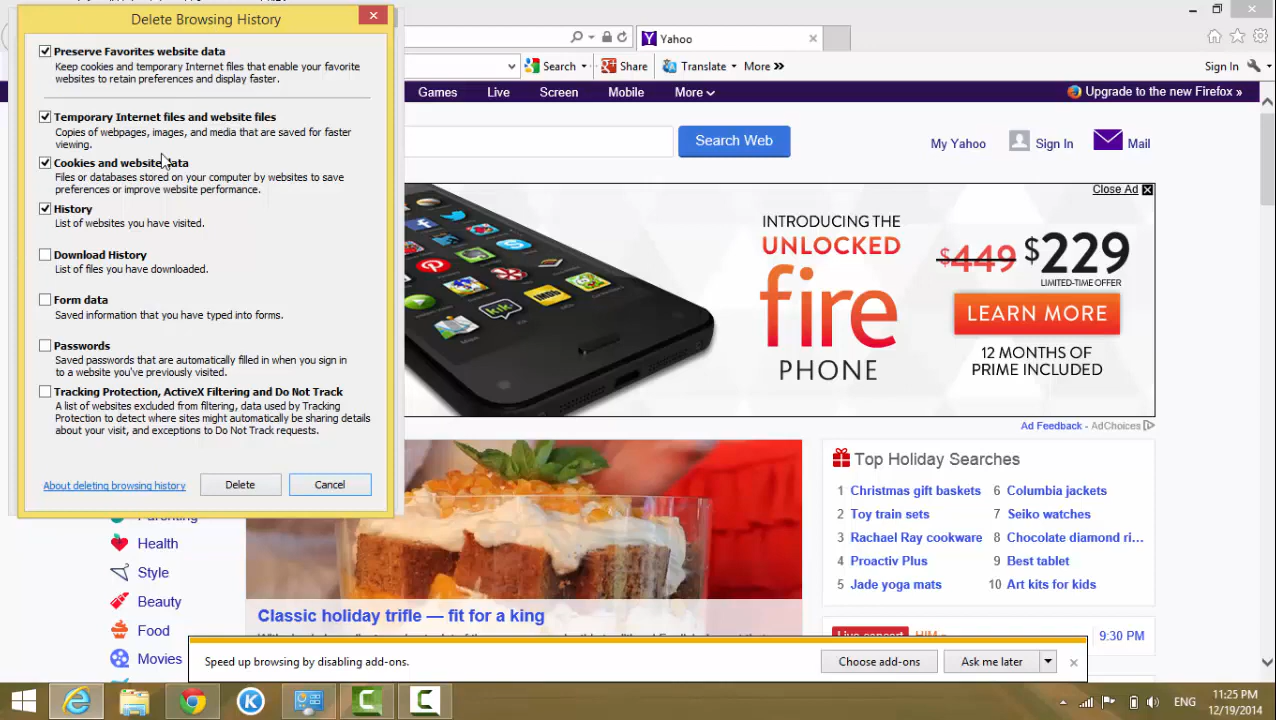 Delete Browsing History
Preserve Favorites website data
Keep cookies and temporary Internet files that enable your favorite
websites to retain preferences and display faster.
Temporary Internet files and website files
Copies of webpages, images, and media that are saved for faster
viewing.
Cookies and website data
Files or databases stored on your computer by websites to save
preferences or improve website performance.
History
List of websites you have visited.
Download History
List of files you have downloaded.
Form data
Saved information that you have typed into forms.
Passwords
Saved passwords that are automatically filled in when you sign in
to a website you've previously visited.
Tracking Protection, ActiveX Filtering and Do Not Track
A list of websites excluded from filtering, data used by Tracking
Protection to detect where sites might automatically be sharing details
about your visit, and exceptions to Do Not Track requests.
About deleting browsing history
Delete
Cancel
Yahoo
Search
Share
Translate
More »
Sign In
Games
Live
Screen
Mobile
More
Upgrade to the new Firefox »
Search Web
My Yahoo
Sign In
Mail
Close Ad X
INTRODUCING THE
UNLOCKED
fire
PHONE
$449 $229
LIMITED-TIME OFFER
LEARN MORE
12 MONTHS OF
PRIME INCLUDED
kik
IMDb
Ad Feedback - AdChoices
Parenting
Health
Style
Beauty
Food
Movies
Classic holiday trifle — fit for a king
Top Holiday Searches
1 Christmas gift baskets
2 Toy train sets
3 Rachael Ray cookware
4 Proactiv Plus
5 Jade yoga mats
6 Columbia jackets
7 Seiko watches
8 Chocolate diamond ri...
9 Best tablet
10 Art kits for kids
Live concert
HIM
9:30 PM
Speed up browsing by disabling add-ons.
Choose add-ons
Ask me later
ENG
11:25 PM
12/19/2014